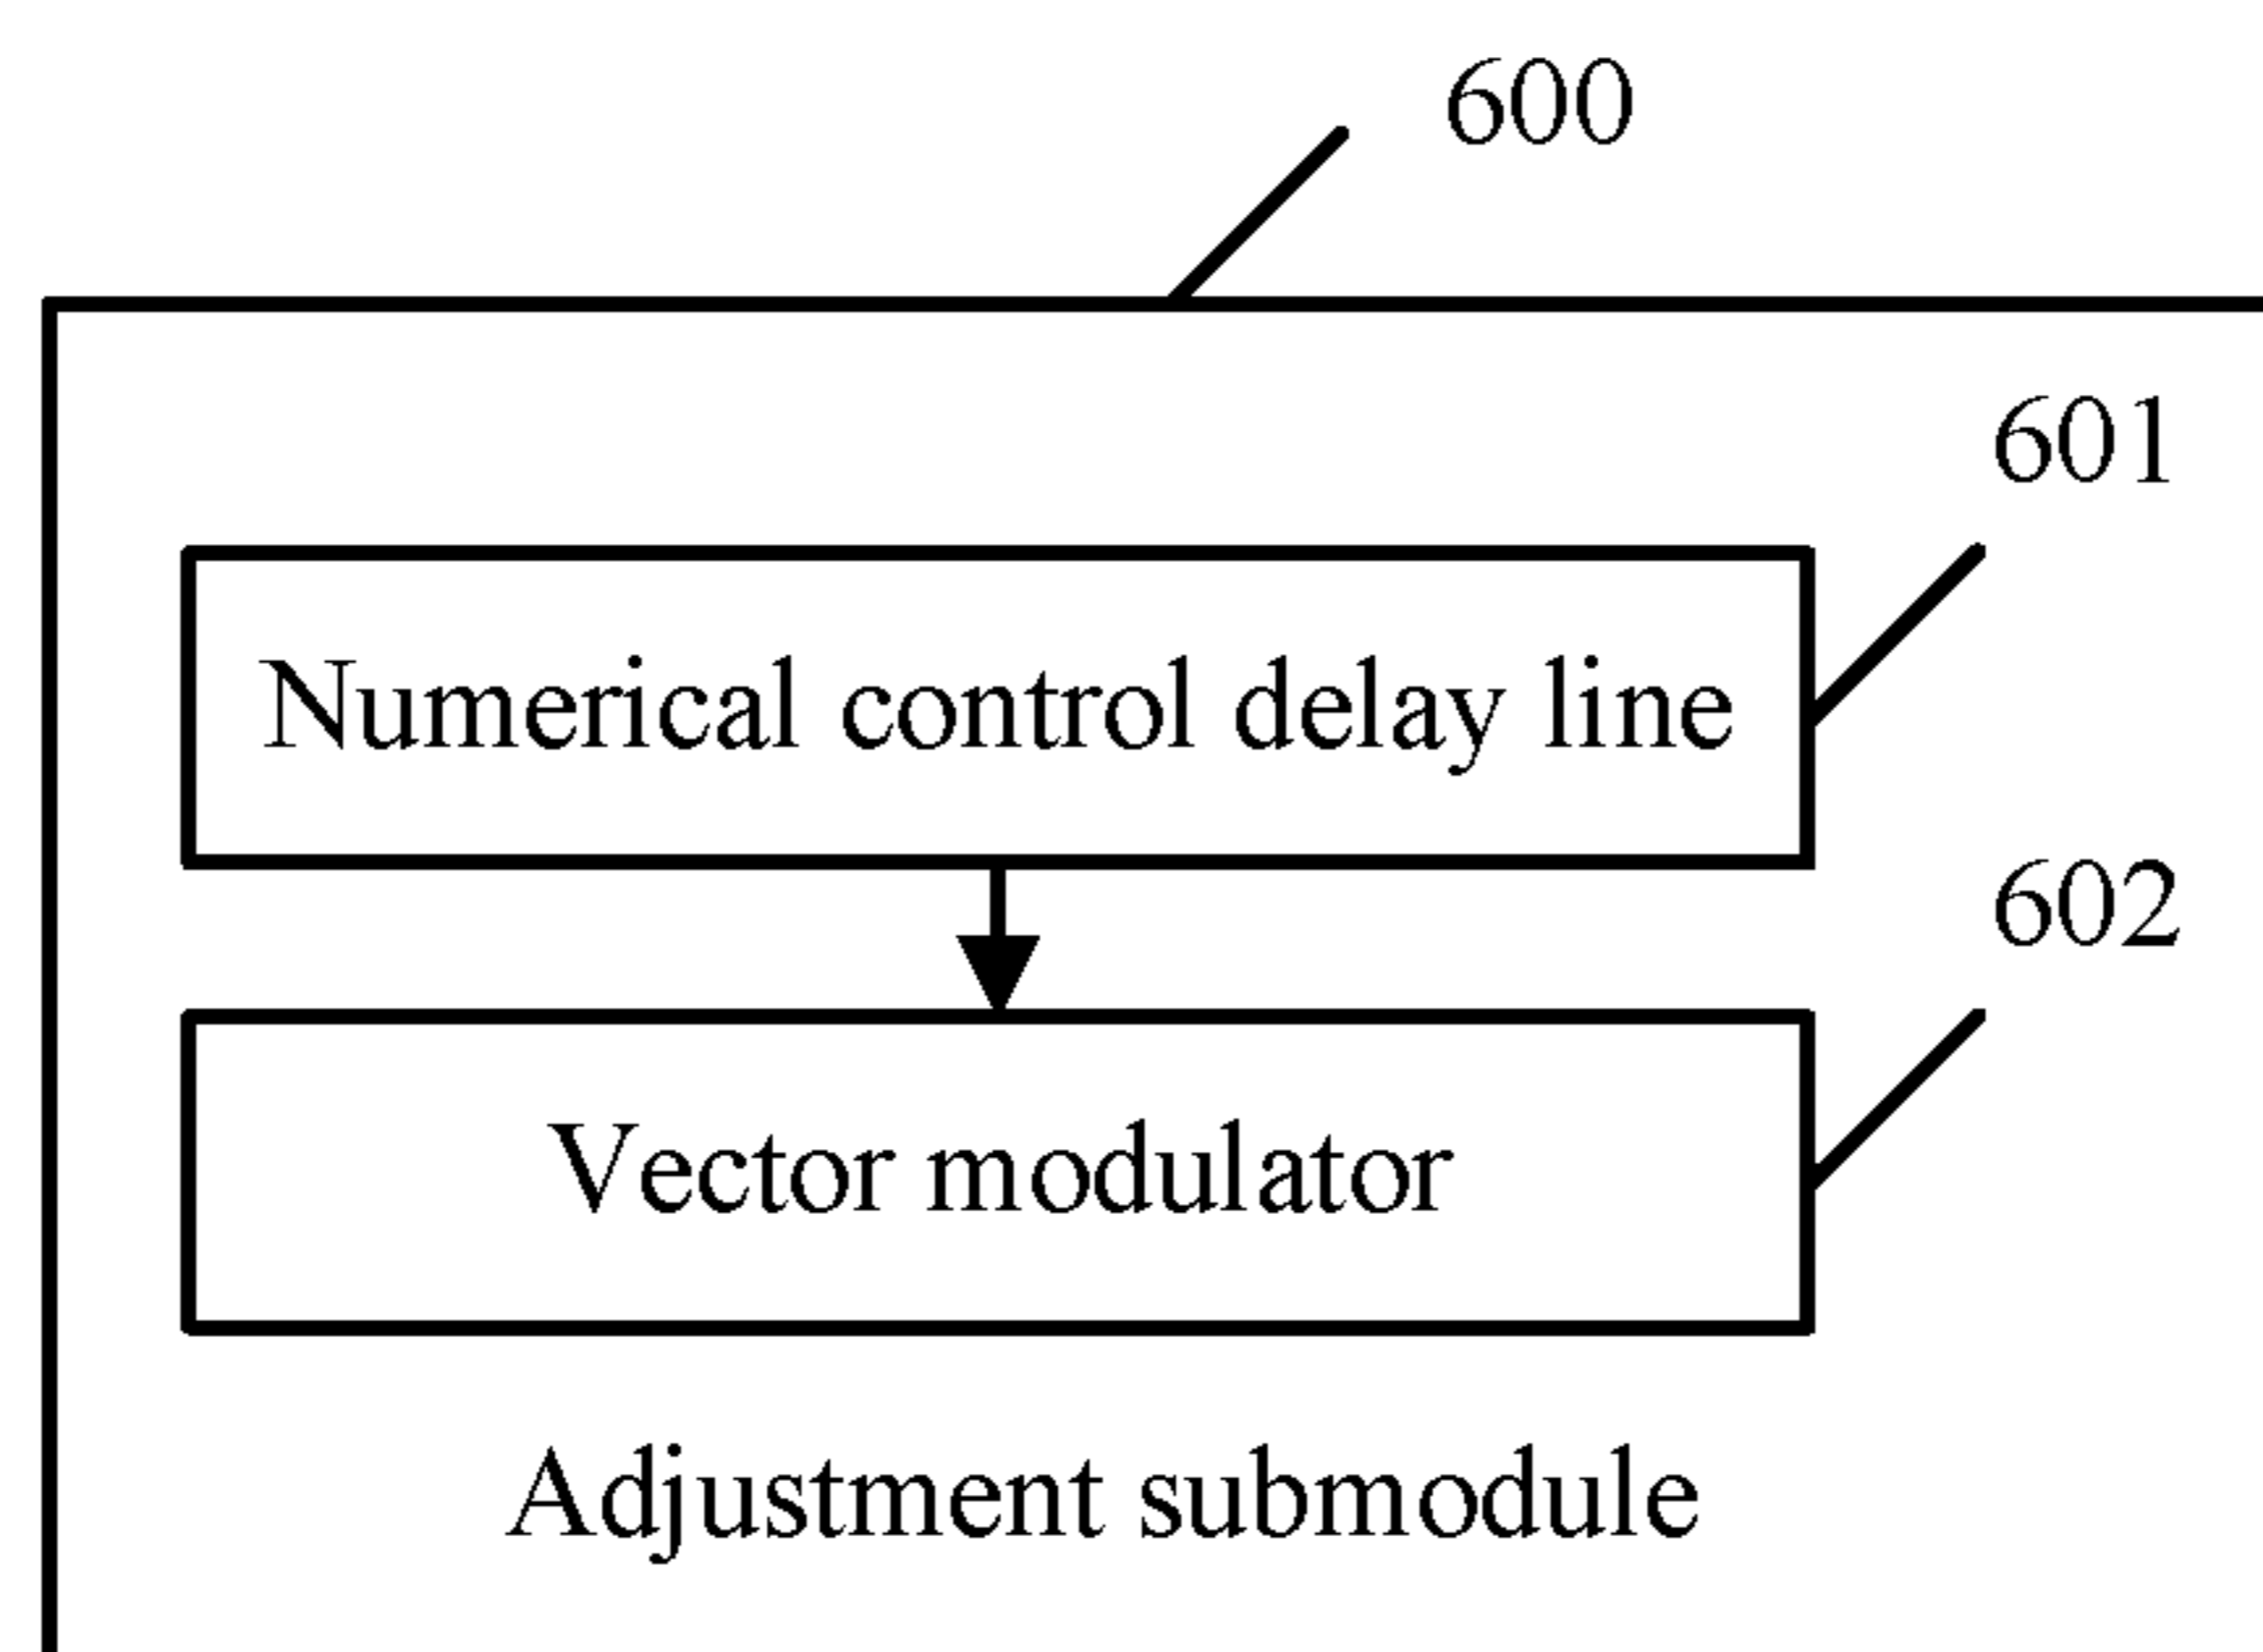 600
601
Numerical control delay line
602
Vector modulator
Adjustment submodule